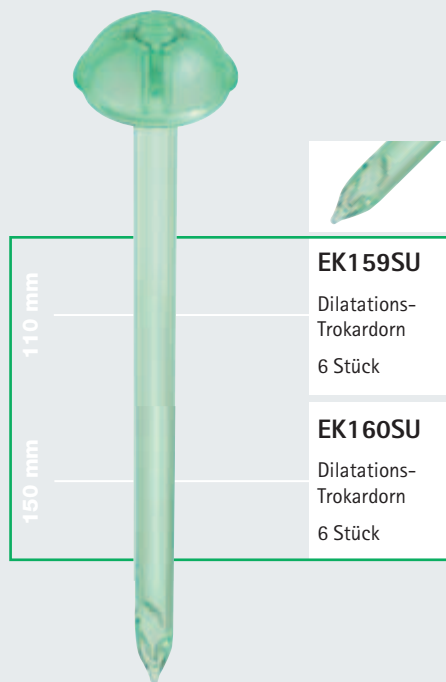 110 mm
EK159SU
Dilatations-
Trokardorn
6 Stück
150 mm
EK160SU
Dilatations-
Trokardorn
6 Stück